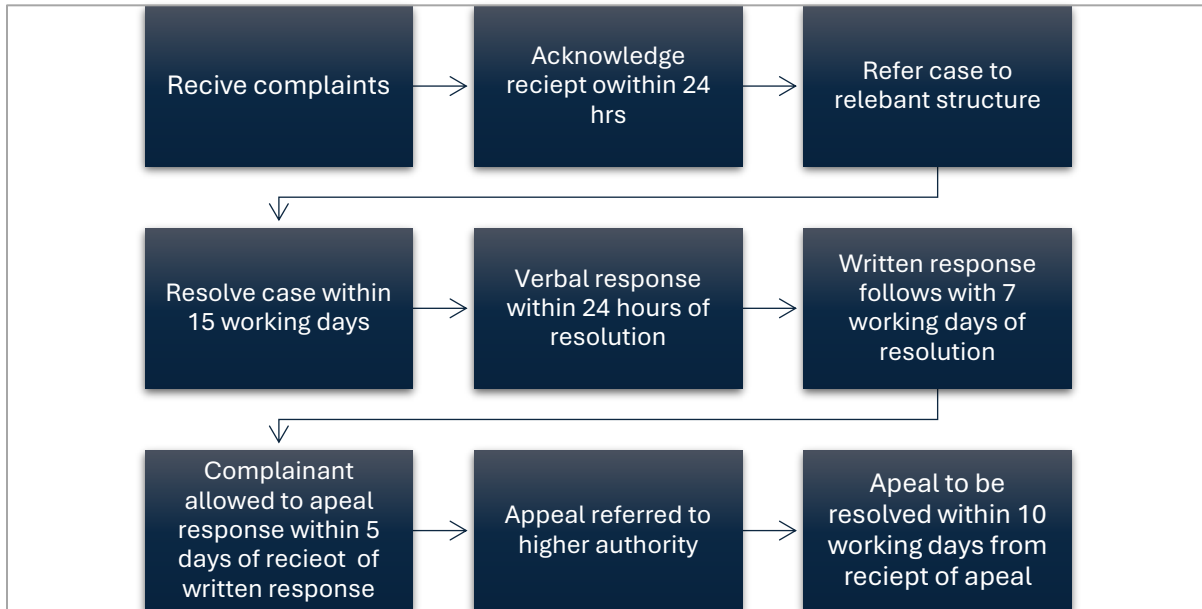 Recive complaints
Acknowledge
reciept owithin 24
hrs
Refer case to
relebant structure
Resolve case within
15 working days
Verbal response
within 24 hours of
resolution
Written response
follows with 7
working days of
resolution
Complainant
allowed to apeal
response within 5
days of recieot of
written response
Appeal referred to
higher authority
Apeal to be
resolved within 10
working days from
reciept of apeal